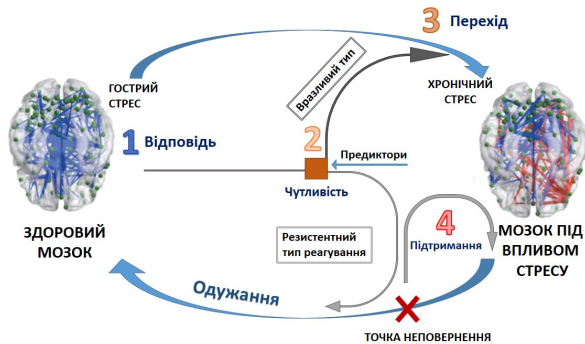 3 Перехід
ГОСТРИЙ
СТРЕС
Вразливий тип
ХРОНІЧНИЙ
СТРЕС
1 Відповідь
2
Предиктори
Чутливість
ЗДОРОВИЙ
МОЗОК
Резистентний
тип реагування
4
Підтримання
МОЗОК ПІД
ВПЛИВОМ
СТРЕСУ
Одужання
ТОЧКА НЕПОВЕРНЕННЯ